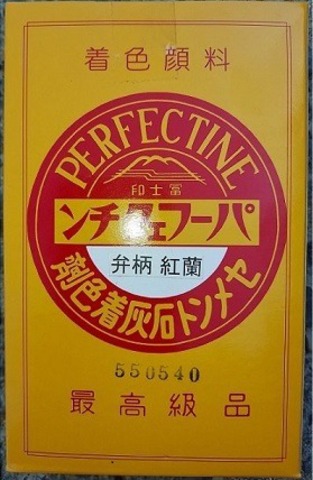 着色顔料
PERFECTINE
冨士印
パーフェクチン
弁柄 紅蘭
セメント石灰着色剤
550540
最高級品